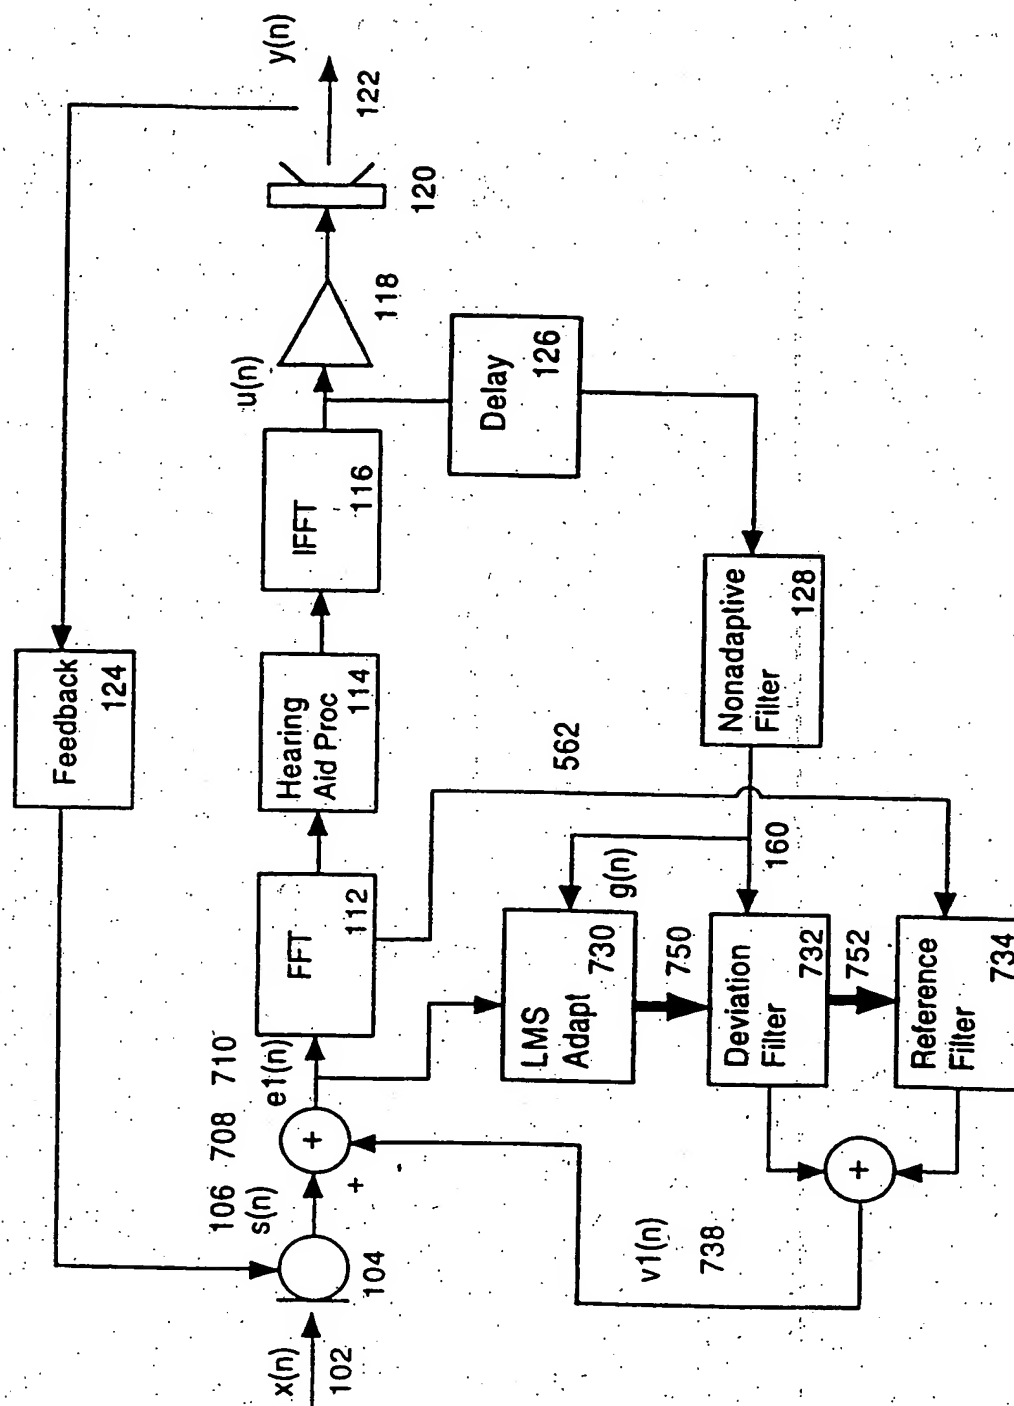 Feedback
124
x(n)
102
104
106
s(n)
708
+
+
710
e1(n)
FFT
112
Hearing
Aid Proc
114
IFFT
116
u(n)
118
120
122
y(n)
Delay
126
562
Nonadaptive
Filter
128
g(n)
160
LMS
Adapt
730
750
Deviation
Filter
732
752
Reference
Filter
734
+
v1(n)
738